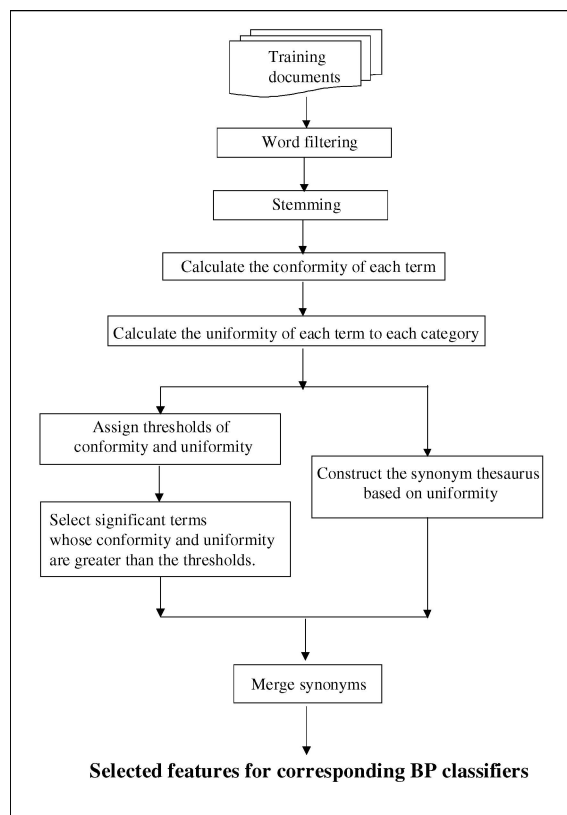 Training
documents
Word filtering
Stemming
Calculate the conformity of each term
Calculate the uniformity of each term to each category
Assign thresholds of
conformity and uniformity
Select significant terms
whose conformity and uniformity
are greater than the thresholds.
Construct the synonym thesaurus
based on uniformity
Merge synonyms
Selected features for corresponding BP classifiers